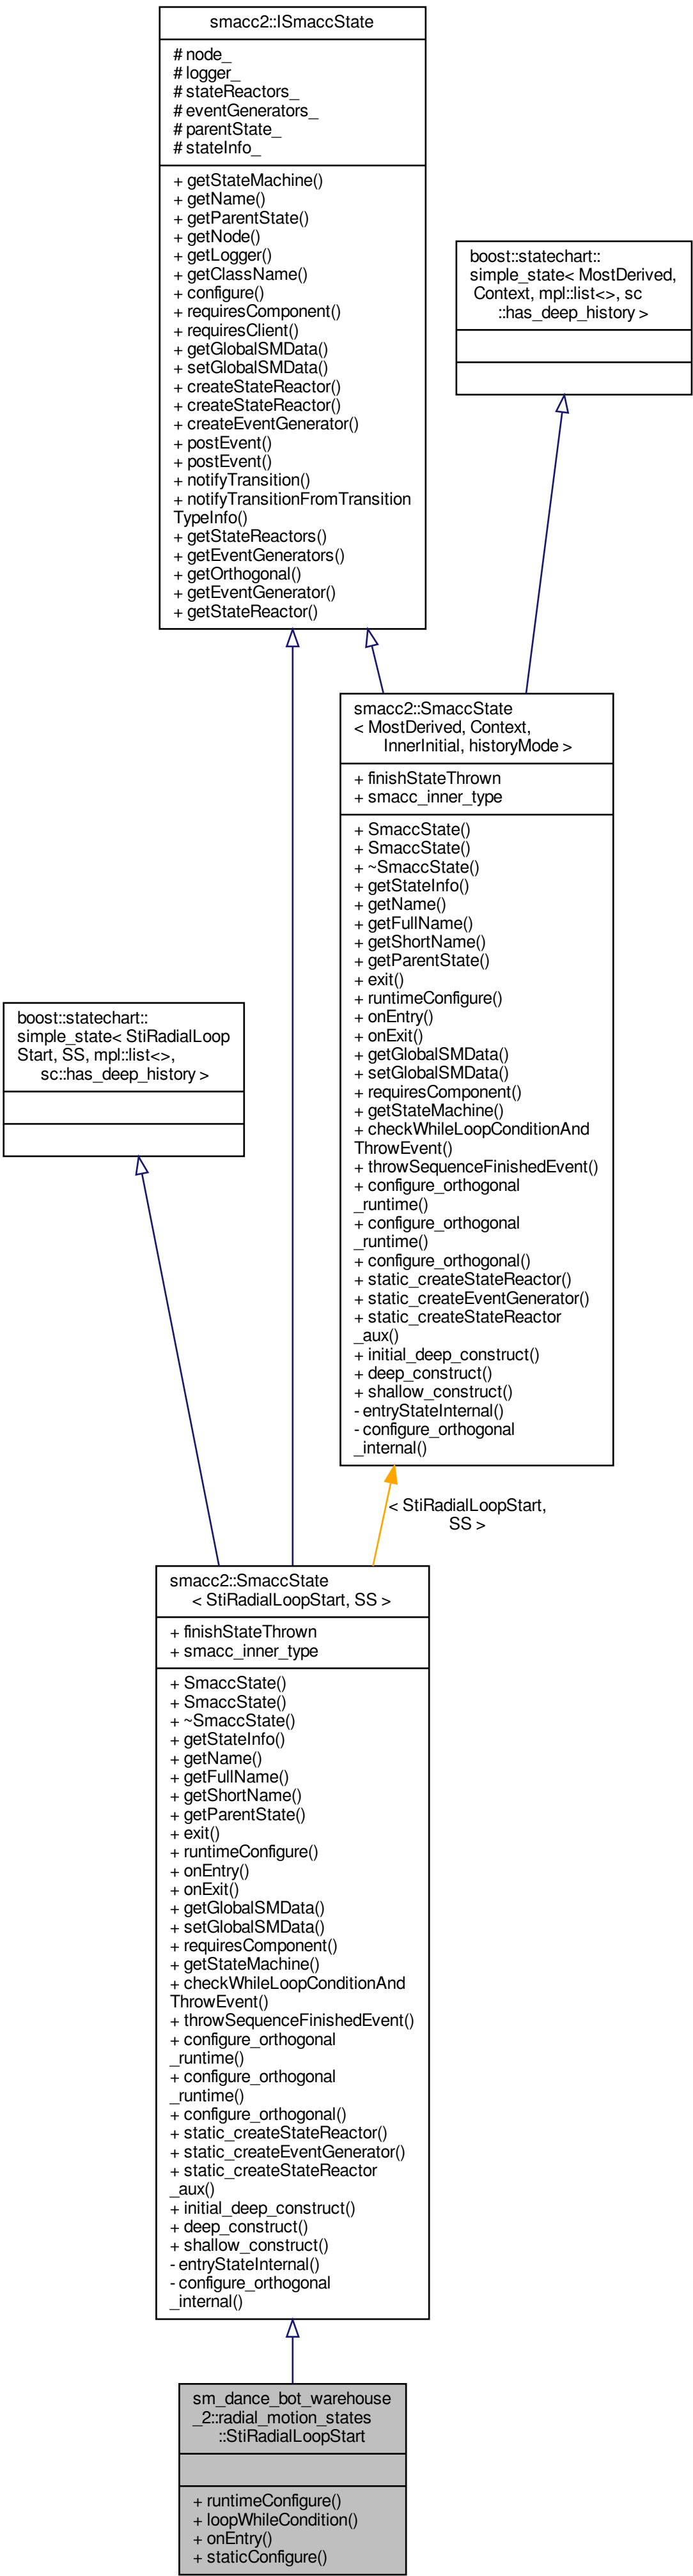 smacc2::ISmaccState
# node_
# logger_
# stateReactors_
# eventGenerators_
# parentState_
# stateInfo_
+ getStateMachine()
+ getName()
+ getParentState()
+ getNode()
+ getLogger()
+ getClassName()
+ configure()
+ requiresComponent()
+ requiresClient()
+ getGlobalSMData()
+ setGlobalSMData()
+ createStateReactor()
+ createStateReactor()
+ createEventGenerator()
+ postEvent()
+ postEvent()
+ notifyTransition()
+ notifyTransitionFromTransition
TypeInfo()
+ getStateReactors()
+ getEventGenerators()
+ getOrthogonal()
+ getEventGenerator()
+ getStateReactor()
boost::statechart::
simple_state< MostDerived,
Context, mpl::list<>, sc
::has_deep_history >
smacc2::SmaccState
< MostDerived, Context,
InnerInitial, historyMode >
+ finishStateThrown
+ smacc_inner_type
+ SmaccState()
+ SmaccState()
+ ~SmaccState()
+ getStateInfo()
+ getName()
+ getFullName()
+ getShortName()
+ getParentState()
+ exit()
+ runtimeConfigure()
+ onEntry()
+ onExit()
+ getGlobalSMData()
+ setGlobalSMData()
+ requiresComponent()
+ getStateMachine()
+ checkWhileLoopConditionAnd
ThrowEvent()
+ throwSequenceFinishedEvent()
+ configure_orthogonal
_runtime()
+ configure_orthogonal
_runtime()
+ configure_orthogonal()
+ static_createStateReactor()
+ static_createEventGenerator()
+ static_createStateReactor
_aux()
+ initial_deep_construct()
+ deep_construct()
+ shallow_construct()
- entryStateInternal()
- configure_orthogonal
_internal()
boost::statechart::
simple_state< StiRadialLoop
Start, SS, mpl::list<>,
sc::has_deep_history >
< StiRadialLoopStart,
SS >
smacc2::SmaccState
< StiRadialLoopStart, SS >
+ finishStateThrown
+ smacc_inner_type
+ SmaccState()
+ SmaccState()
+ ~SmaccState()
+ getStateInfo()
+ getName()
+ getFullName()
+ getShortName()
+ getParentState()
+ exit()
+ runtimeConfigure()
+ onEntry()
+ onExit()
+ getGlobalSMData()
+ setGlobalSMData()
+ requiresComponent()
+ getStateMachine()
+ checkWhileLoopConditionAnd
ThrowEvent()
+ throwSequenceFinishedEvent()
+ configure_orthogonal
_runtime()
+ configure_orthogonal
_runtime()
+ configure_orthogonal()
+ static_createStateReactor()
+ static_createEventGenerator()
+ static_createStateReactor
_aux()
+ initial_deep_construct()
+ deep_construct()
+ shallow_construct()
- entryStateInternal()
- configure_orthogonal
_internal()
sm_dance_bot_warehouse
_2::radial_motion_states
::StiRadialLoopStart
+ runtimeConfigure()
+ loopWhileCondition()
+ onEntry()
+ staticConfigure()